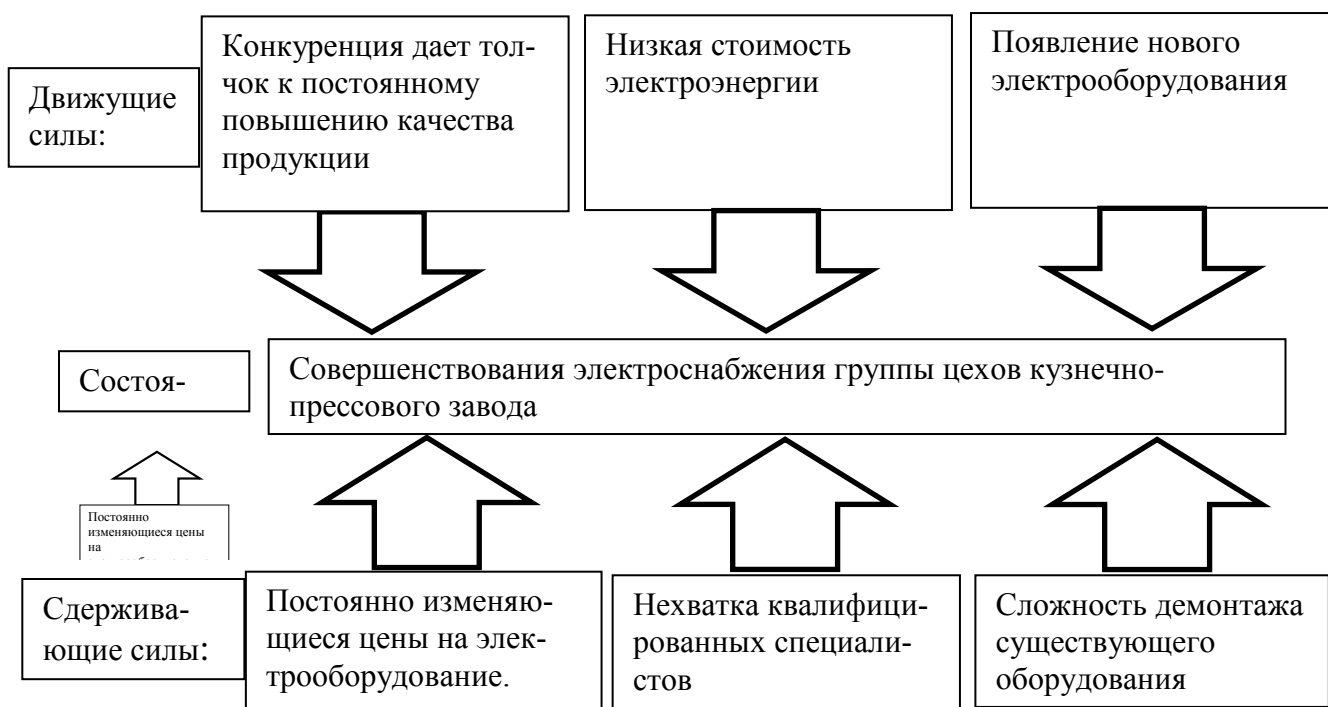 Движущие
силы:
Конкуренция дает тол-
чок к постоянному
повышению качества
продукции
Низкая стоимость
электроэнергии
Появление нового
электрооборудования
Состоя-
Совершенствования электроснабжения группы цехов кузнечно-
прессового завода
Постоянно
изменяющиеся цены
на
Сдержива-
ющие силы:
Постоянно изменяю-
щиеся цены на элек-
трооборудование.
Нехватка квалифици-
рованных специали-
стов
Сложность демонтажа
существующего
оборудования